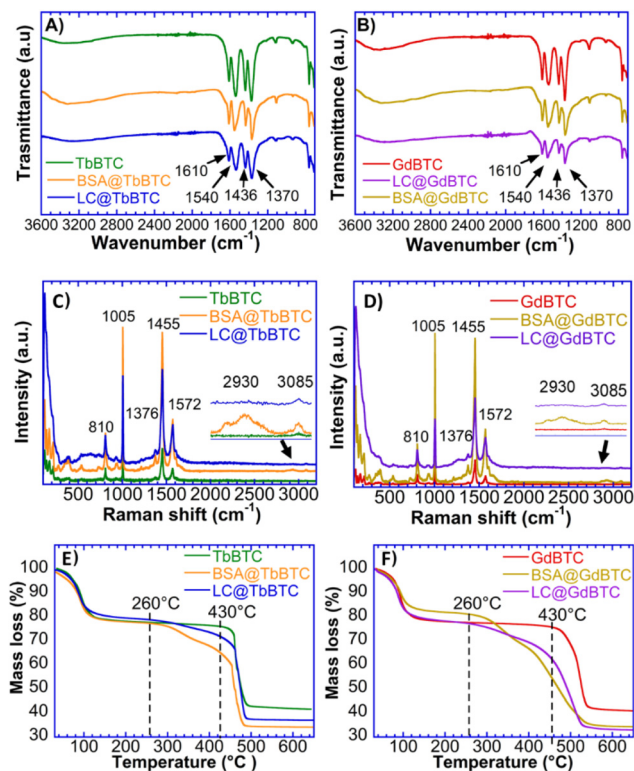 A)
Trasmittance (a.u)
TbBTC
BSA@TbBTC
LC@TbBTC
1610
1540 1436 1370
3600 2800 2000 1600 1200 800
Wavenumber (cm-1)
B)
Transmittance (a.u.)
GdBTC
LC@GdBTC
BSA@GdBTC
1610
1540 1436 1370
3600 2800 2000 1600 1200 800
Wavenumber (cm-1)
C)
Intensity (a.u.)
TbBTC
BSA@TbBTC
LC@TbBTC
1005 1455
2930 3085
1376 1572
810
500 1000 1500 2000 2500 3000
Raman shift (cm-1)
D)
Intensity (a.u.)
GdBTC
BSA@GdBTC
LC@GdBTC
1005 1455
2930 3085
1376 1572
810
500 1000 1500 2000 2500 3000
Raman shift (cm-1)
E)
Mass loss (%)
100
90
80
70
60
50
40
30
TbBTC
BSA@TbBTC
LC@TbBTC
260°C
430°C
100 200 300 400 500 600
Temperature (°C )
F)
Mass loss (%)
100
90
80
70
60
50
40
30
GdBTC
BSA@GdBTC
LC@GdBTC
260°C
430°C
100 200 300 400 500 600
Temperature (°C )